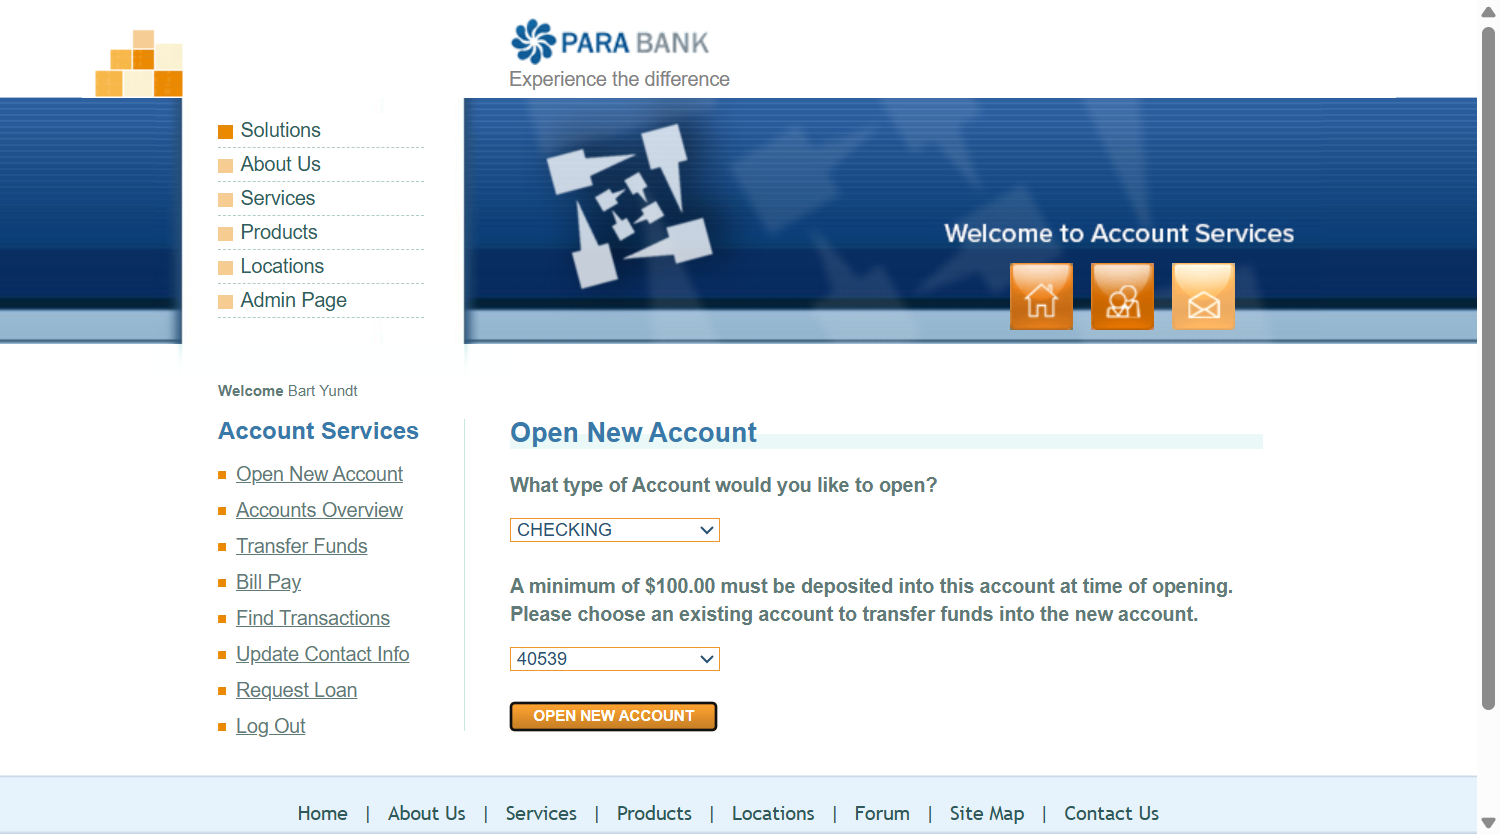 PARA BANK
Experience the difference
Solutions
About Us
Services
Products
Locations
Admin Page
Welcome to Account Services
Welcome Bart Yundt
Account Services
Open New Account
Accounts Overview
Transfer Funds
Bill Pay
Find Transactions
Update Contact Info
Request Loan
Log Out
Open New Account
What type of Account would you like to open?
CHECKING
A minimum of $100.00 must be deposited into this account at time of opening.
Please choose an existing account to transfer funds into the new account.
40539
OPEN NEW ACCOUNT
Home | About Us | Services | Products | Locations | Forum | Site Map | Contact Us